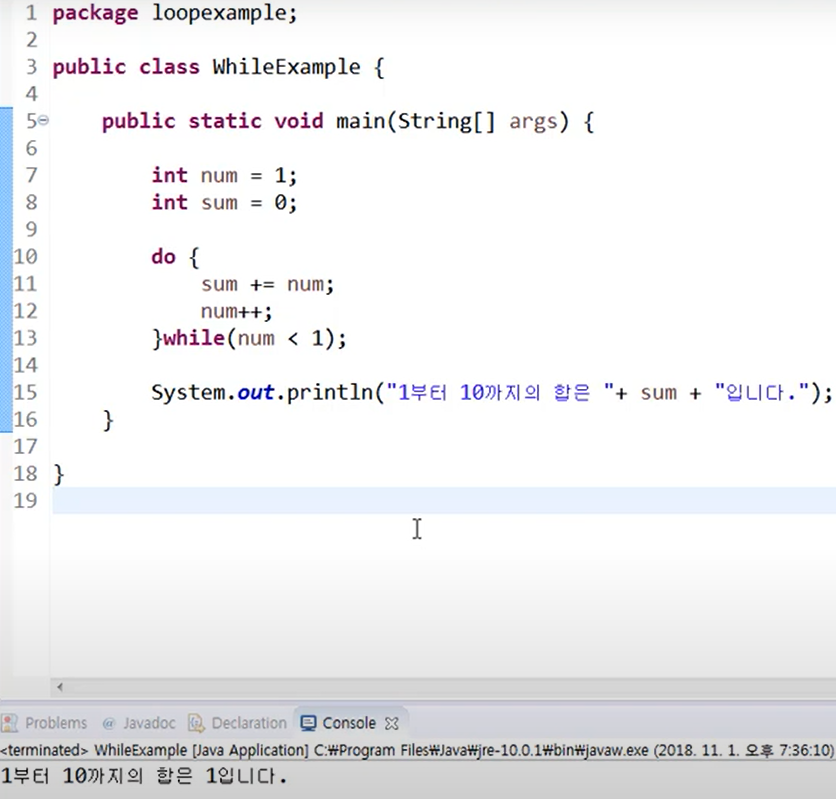 1 package loopexample;
2
3 public class WhileExample {
4
5 public static void main(String[] args) {
6
7 int num = 1;
8 int sum = 0;
9
10 do {
11 sum += num;
12 num++;
13 }while(num < 1);
14
15 System.out.println("1부터 10까지의 합은 "+ sum + "입니다.");
16 }
17
18 }
19
Problems @ Javadoc Declaration Console
<terminated> WhileExample [Java Application] C:₩Program Files₩Java₩jre-10.0.1₩bin₩javaw.exe (2018. 11. 1. 오후 7:36:10)
1부터 10까지의 합은 1입니다.